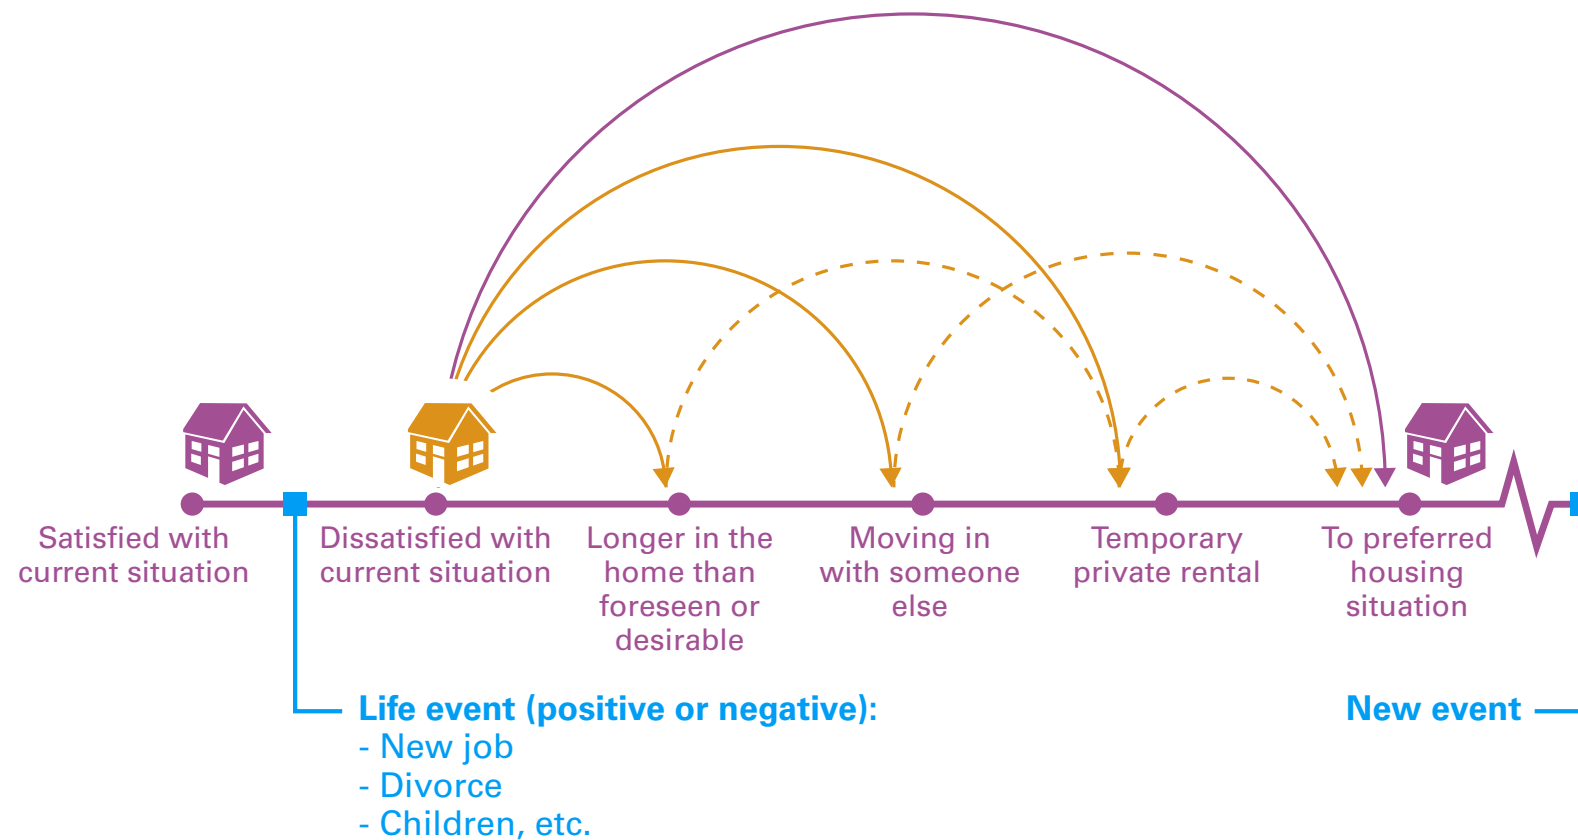 Satisfied with
current situation
Dissatisfied with
current situation
Longer in the
home than
foreseen or
desirable
Moving in
with someone
else
Temporary
private rental
To preferred
housing
situation
Life event (positive or negative):
- New job
- Divorce
- Children, etc.
New event